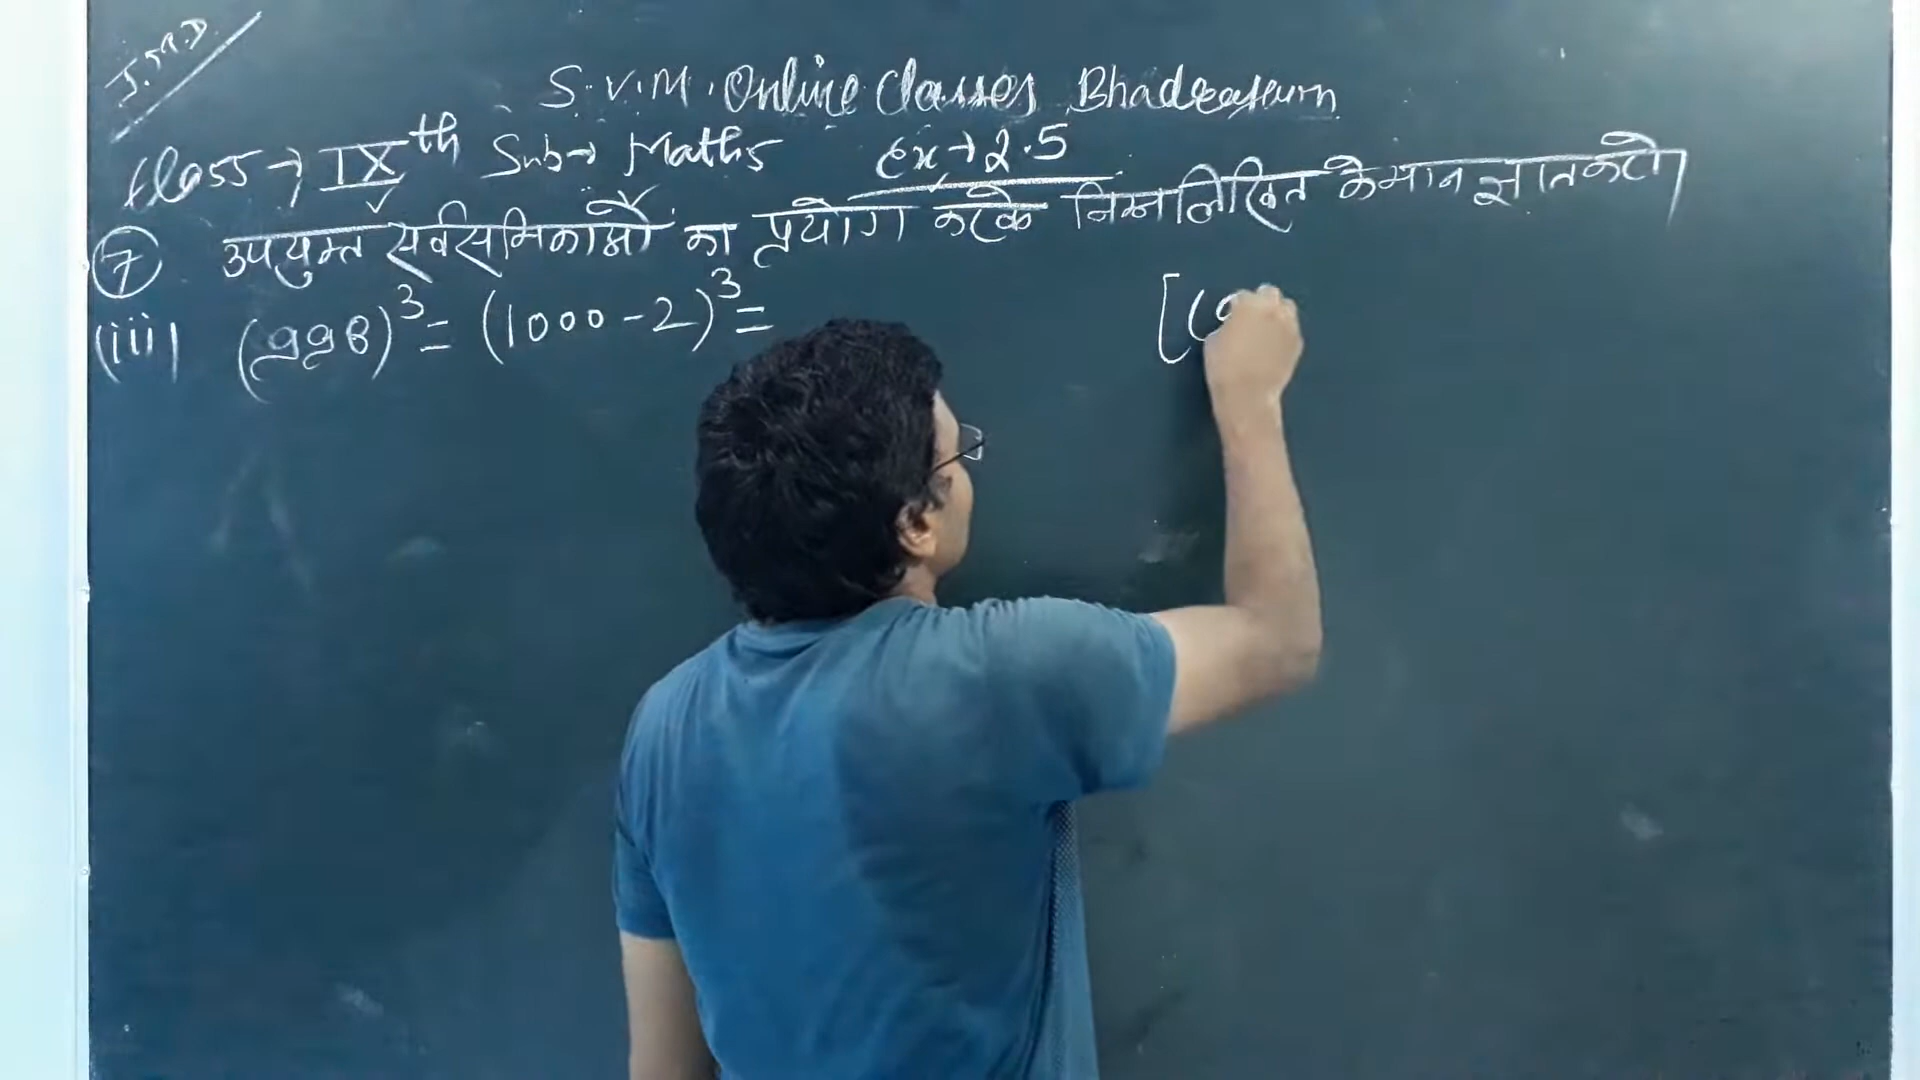 J.S.R.D.
S.V.M. Online Classes Bhadeasurn
Class → IXth Sub → Maths Ex → 2.5
7 उपयुक्त सर्वसमिकाओं का प्रयोग करके निम्नलिखित के मान ज्ञात करो।
(iii) (998)³ = (1000 - 2)³ = [(